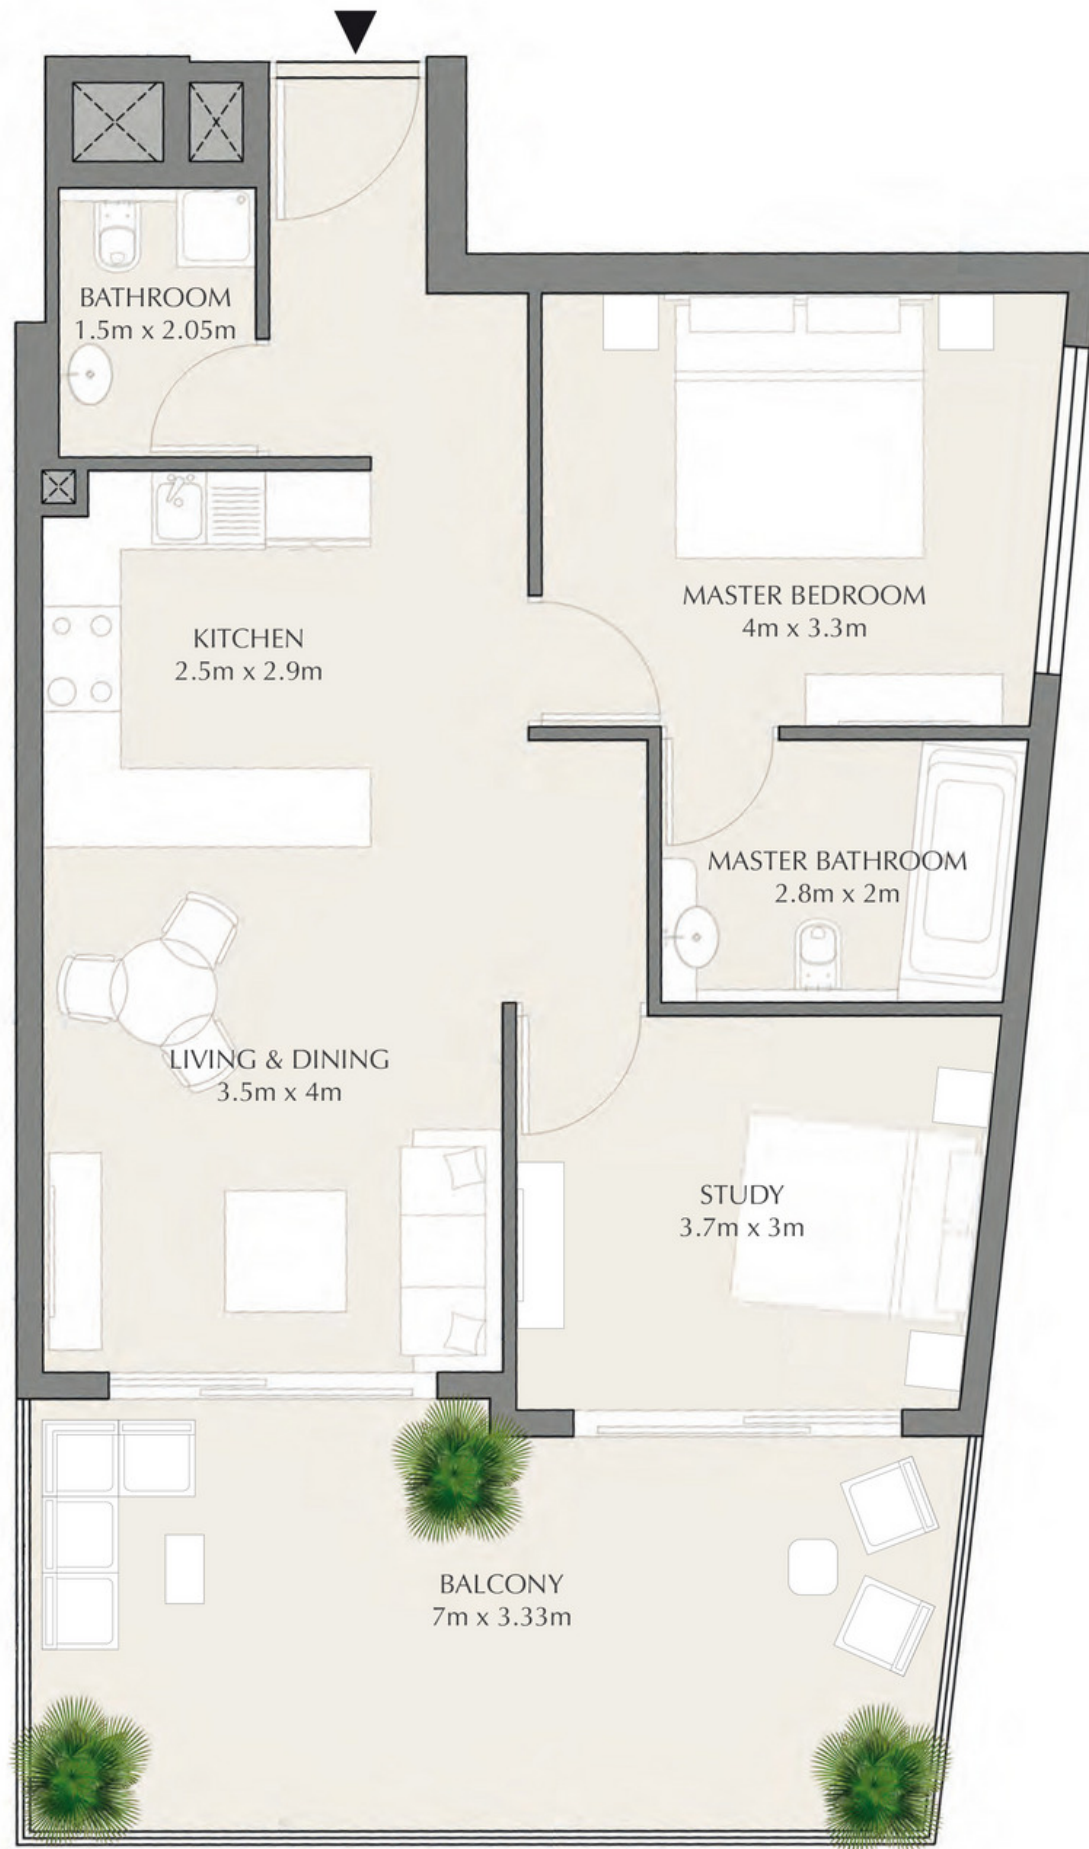 BATHROOM
1.5m x 2.05m
MASTER BEDROOM
4m x 3.3m
KITCHEN
2.5m x 2.9m
MASTER BATHROOM
2.8m x 2m
LIVING & DINING
3.5m x 4m
STUDY
3.7m x 3m
BALCONY
7m x 3.33m